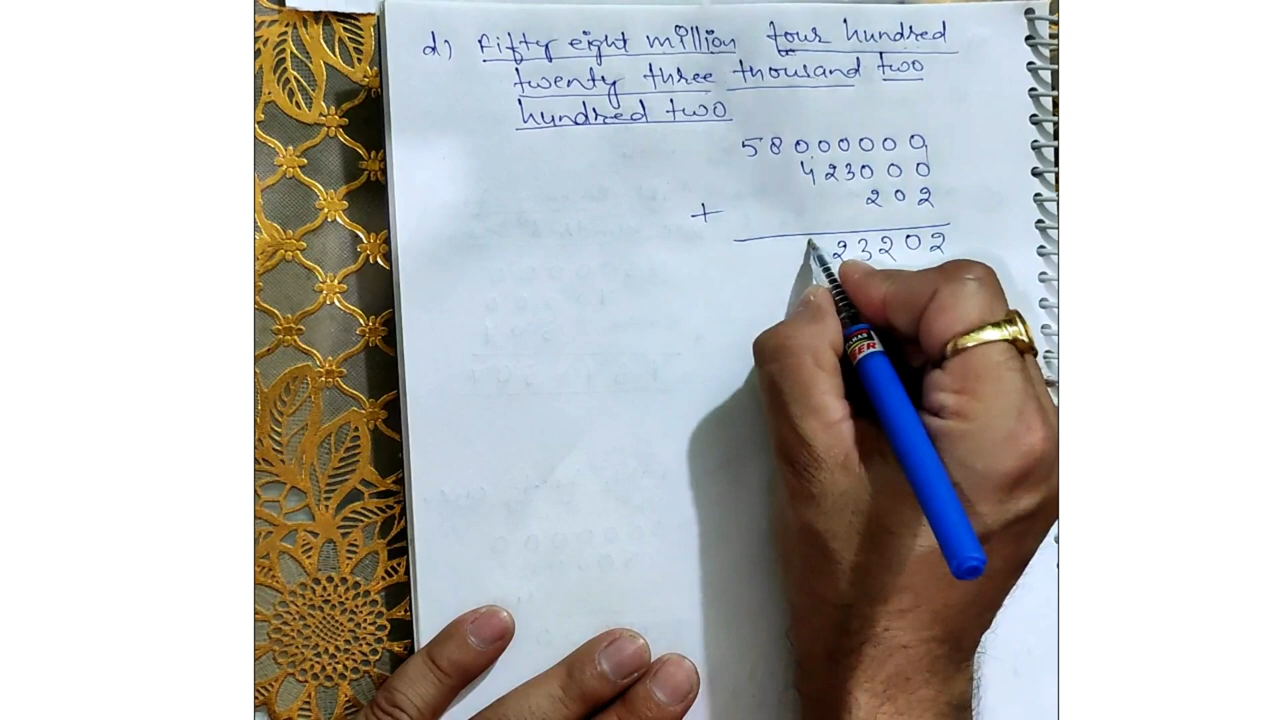 d) Fifty eight million four hundred
twenty three thousand two
hundred two
58000000
423000
202
+
23202